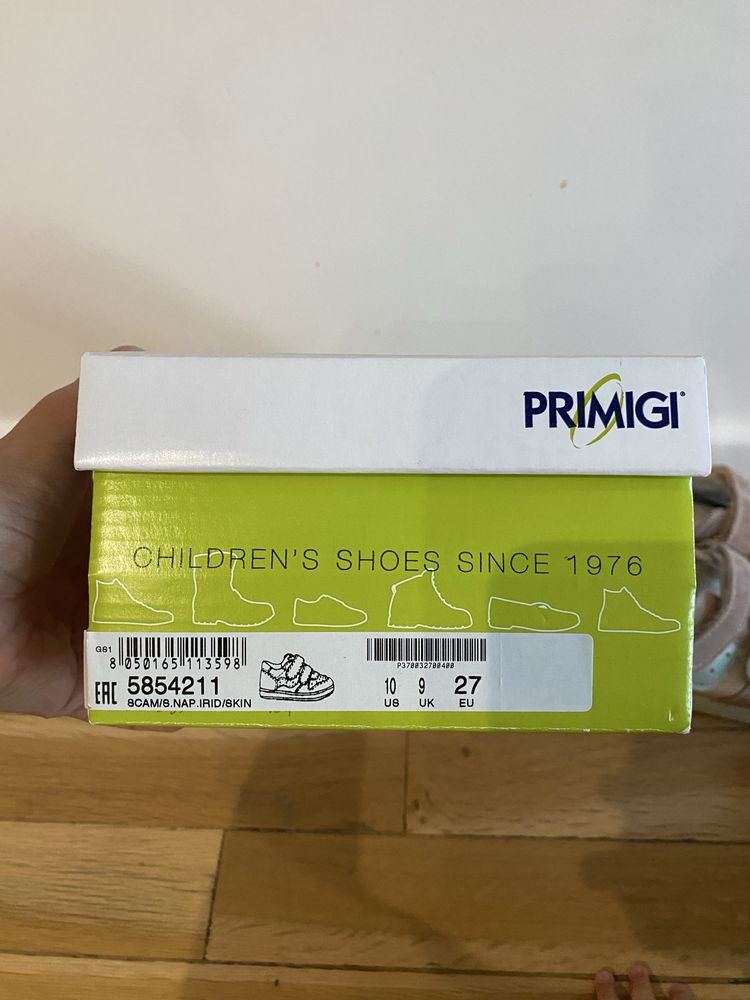 PRIMIGI®
CHILDREN'S SHOES SINCE 1976
GS1
8 050165 113598
P370032700400
EAC 5854211
SCAM/S.NAP.IRID/SKIN
10 9 27
US UK EU